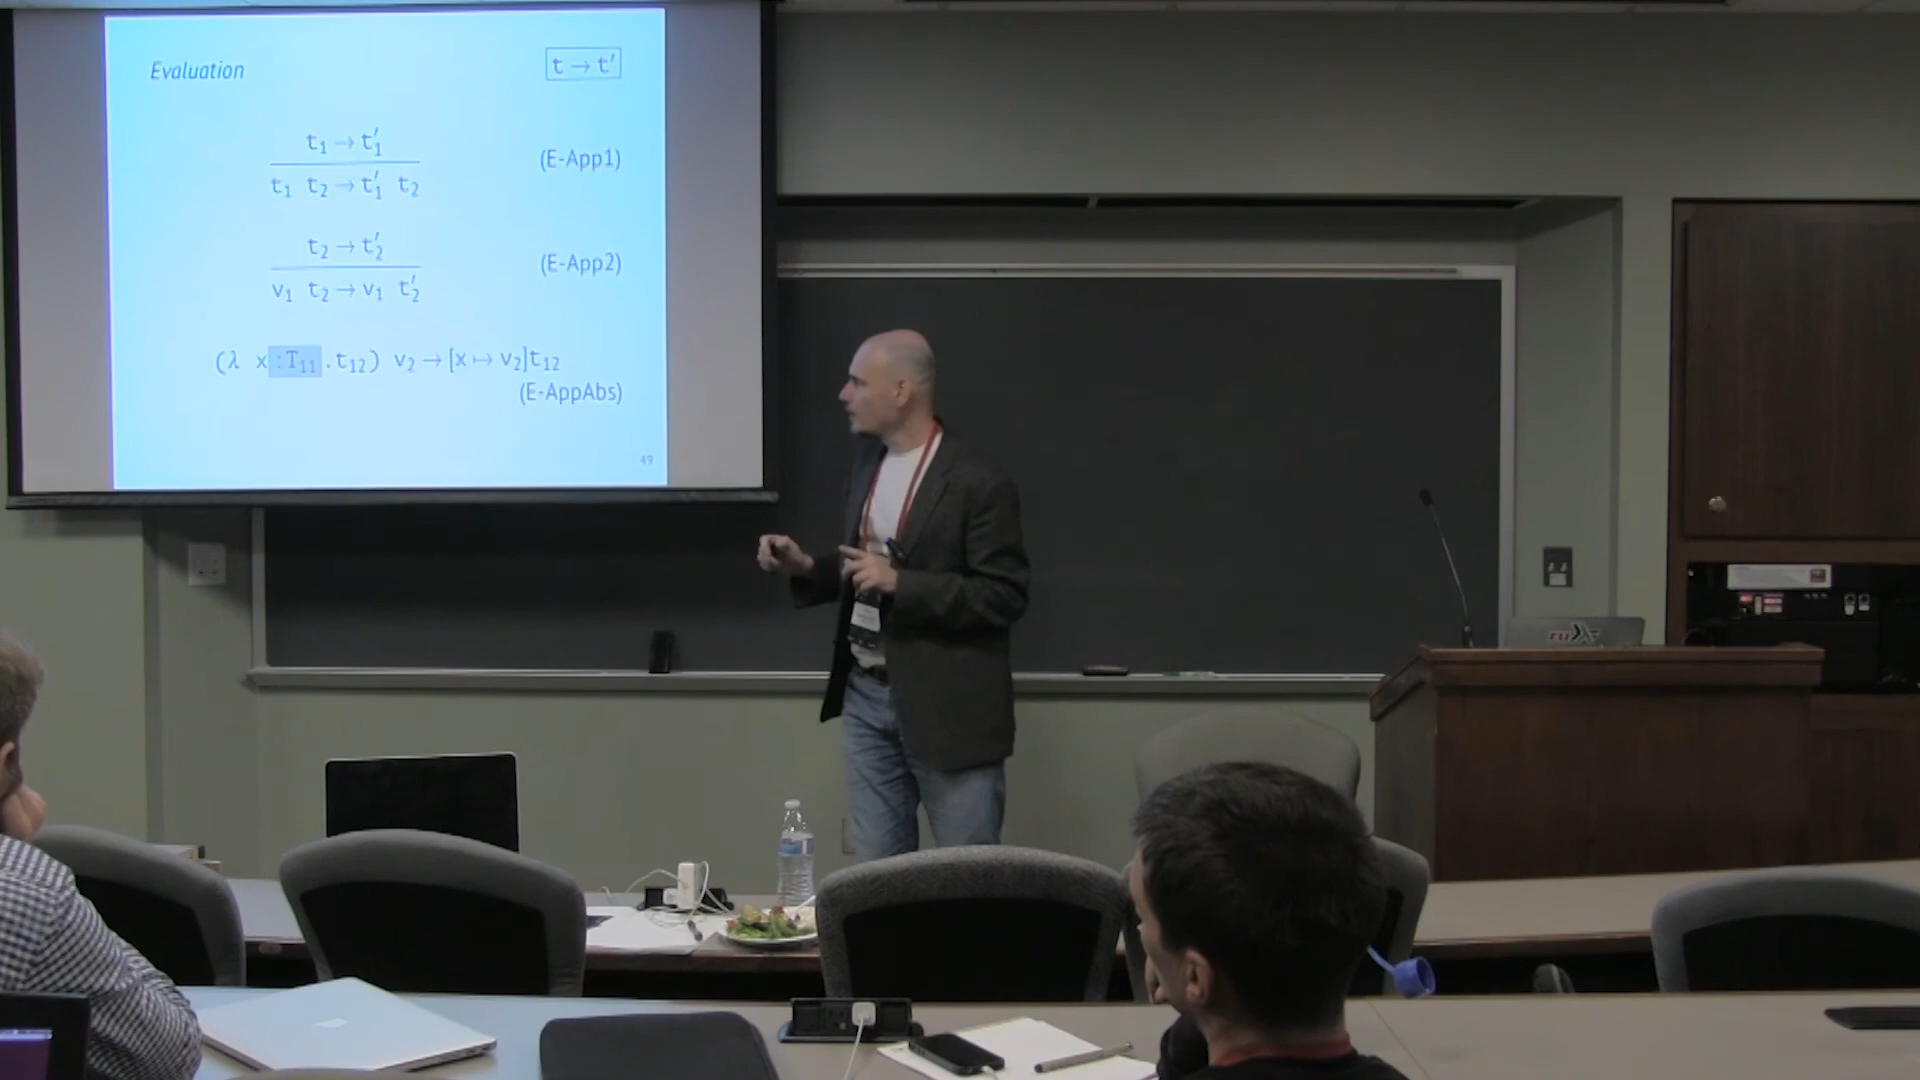 Evaluation t → t′
t₁ → t′₁
(E-App1)
t₁ t₂ → t′₁ t₂
t₂ → t′₂
(E-App2)
v₁ t₂ → v₁ t′₂
(λ x :T₁₁ .t₁₂) v₂ → [x ↦ v₂]t₁₂
(E-AppAbs)
49